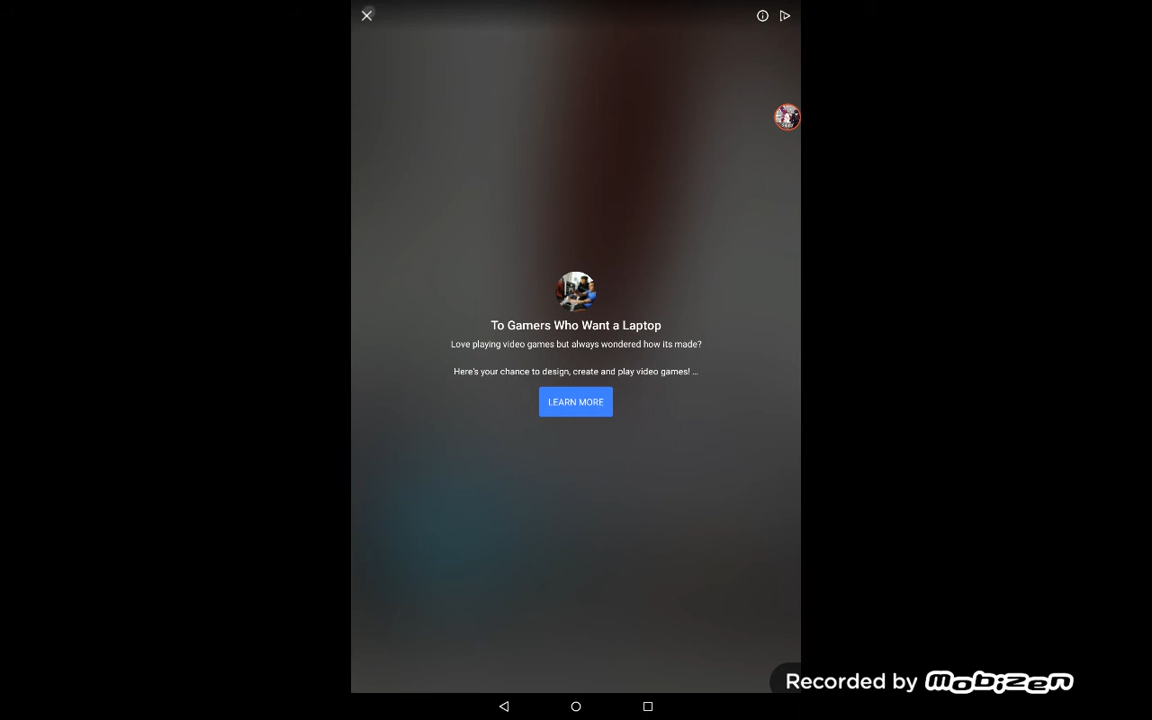 To Gamers Who Want a Laptop
Love playing video games but always wondered how its made?
Here's your chance to design, create and play video games! ...
LEARN MORE
Recorded by mobizen